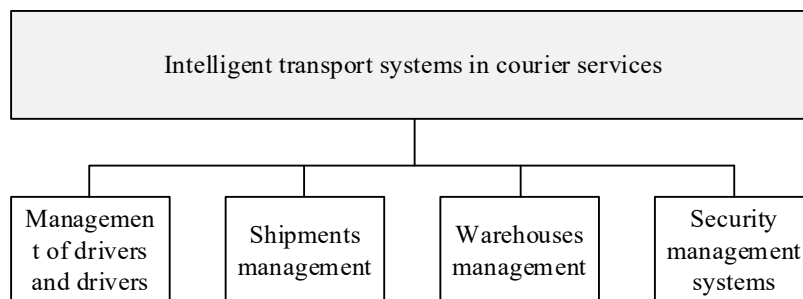 Intelligent transport systems in courier services
Managemen
t of drivers
and drivers
Shipments
management
Warehouses
management
Security
management
systems